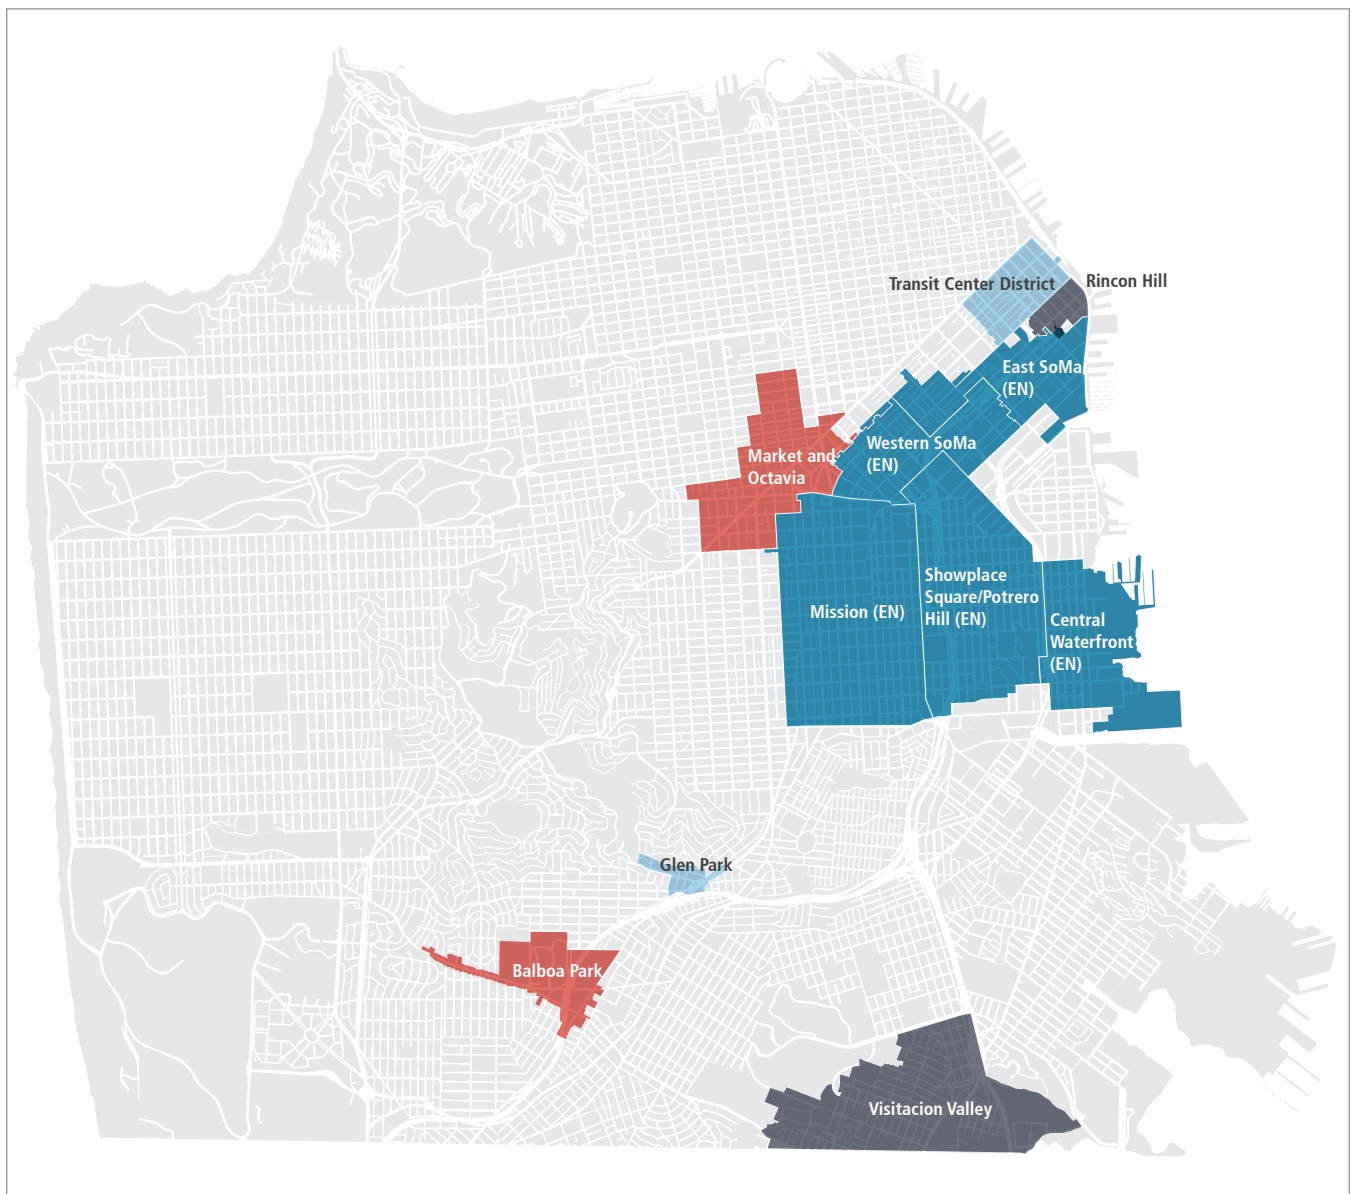 Transit Center District
Rincon Hill
East SoMa
(EN)
Western SoMa
(EN)
Market and
Octavia
Showplace
Square/Potrero
Hill (EN)
Mission (EN)
Central
Waterfront
(EN)
Glen Park
Balboa Park
Visitacion Valley